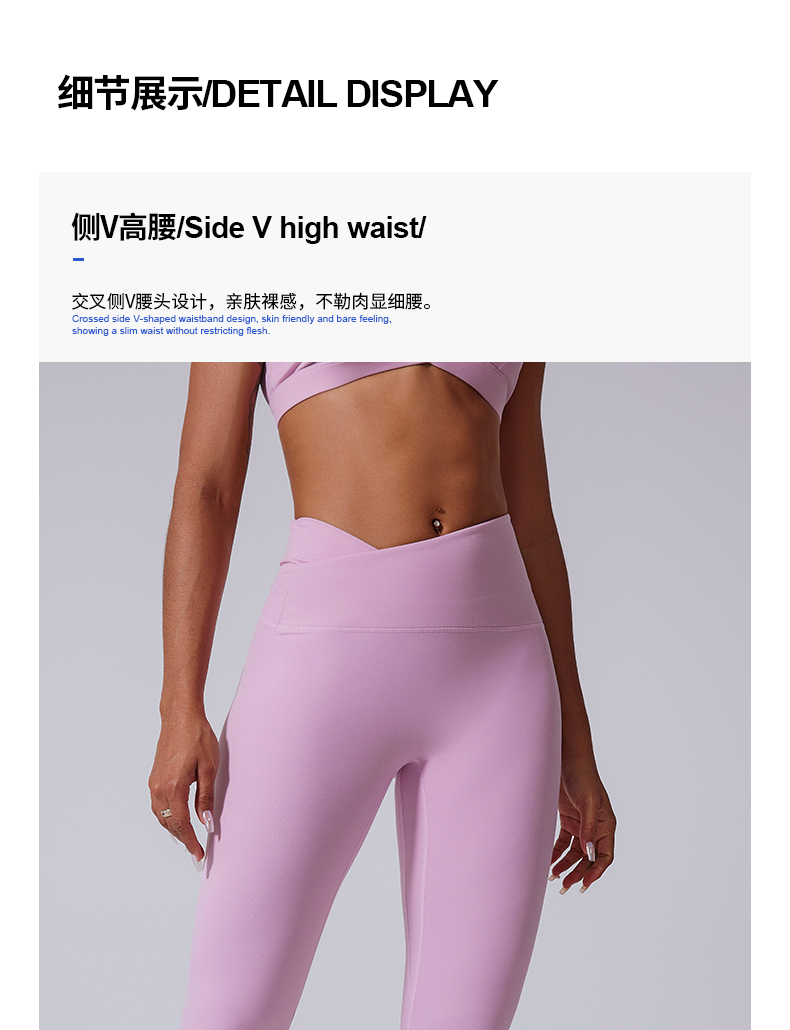 细节展示/DETAIL DISPLAY
侧V高腰/Side V high waist/
交叉侧V腰头设计，亲肤裸感，不勒肉显细腰。
Crossed side V-shaped waistband design, skin friendly and bare feeling,
showing a slim waist without restricting flesh.